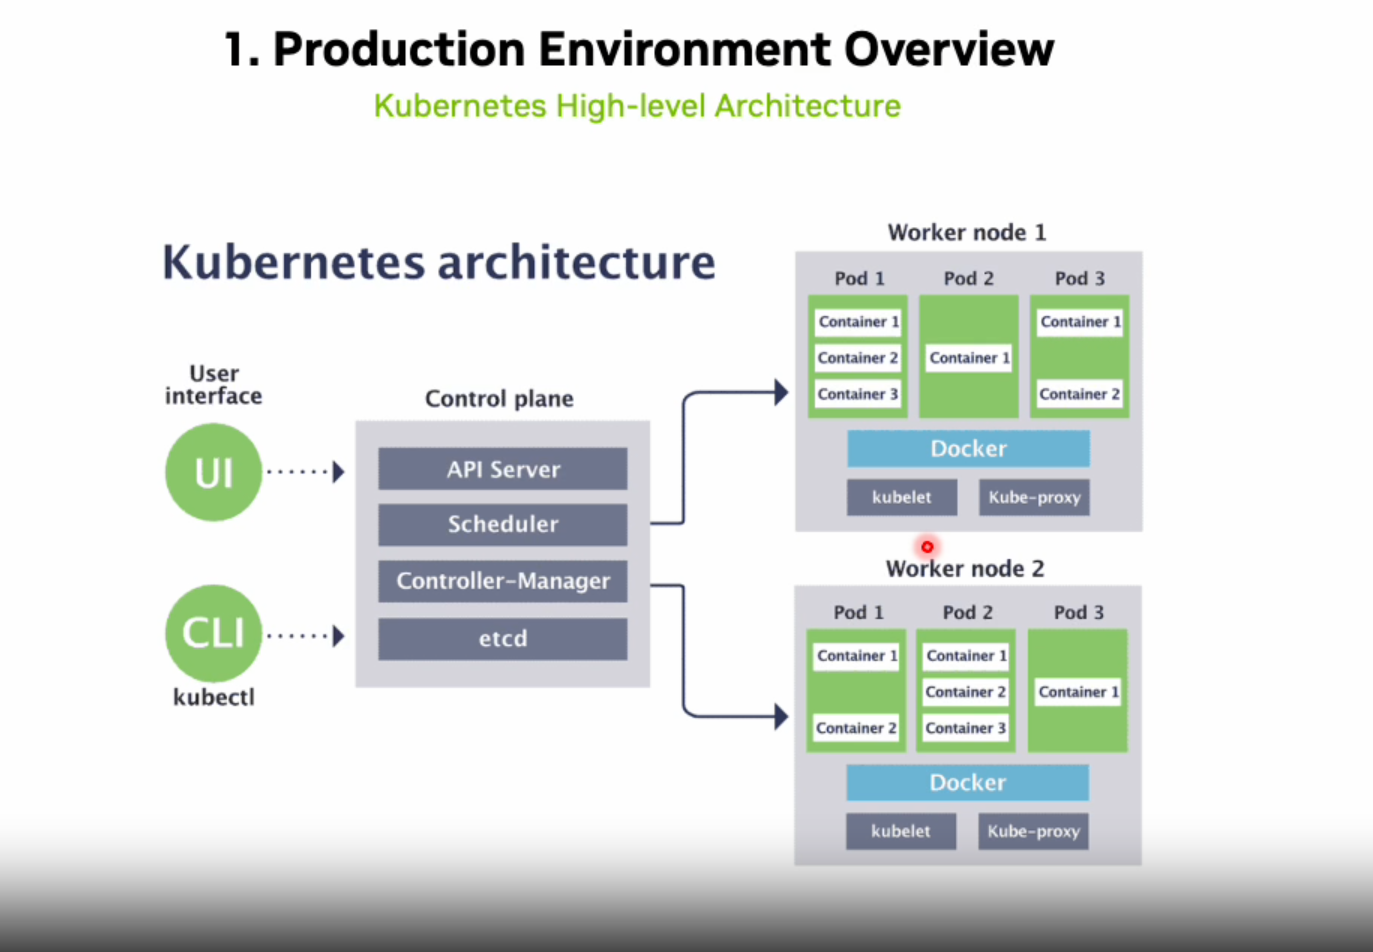 1. Production Environment Overview
Kubernetes High-level Architecture
Kubernetes architecture
User
interface
UI
CLI
kubectl
Control plane
API Server
Scheduler
Controller-Manager
etcd
Worker node 1
Pod 1
Container 1
Container 2
Container 3
Pod 2
Container 1
Pod 3
Container 1
Container 2
Docker
kubelet
Kube-proxy
Worker node 2
Pod 1
Container 1
Container 2
Pod 2
Container 1
Container 2
Container 3
Pod 3
Container 1
Docker
kubelet
Kube-proxy